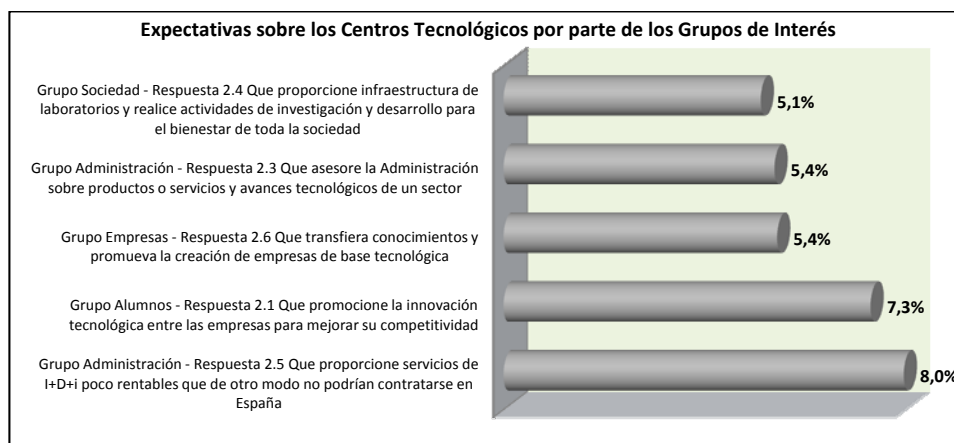 Expectativas sobre los Centros Tecnológicos por parte de los Grupos de Interés
Grupo Sociedad - Respuesta 2.4 Que proporcione infraestructura de
laboratorios y realice actividades de investigación y desarrollo para
el bienestar de toda la sociedad
5,1%
Grupo Administración - Respuesta 2.3 Que asesore la Administración
sobre productos o servicios y avances tecnológicos de un sector
5,4%
Grupo Empresas - Respuesta 2.6 Que transfiera conocimientos y
promueva la creación de empresas de base tecnológica
5,4%
Grupo Alumnos - Respuesta 2.1 Que promocione la innovación
tecnológica entre las empresas para mejorar su competitividad
7,3%
Grupo Administración - Respuesta 2.5 Que proporcione servicios de
I+D+i poco rentables que de otro modo no podrían contratarse en
España
8,0%